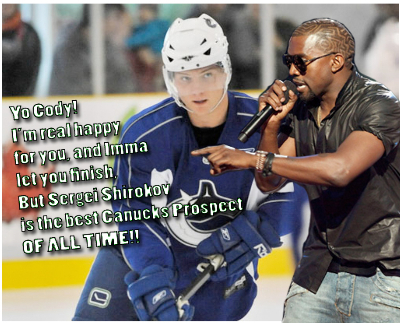 Yo Cody!
I'm real happy
for you, and Imma
let you finish,
But Sergei Shirokov
is the best Canucks Prospect
OF ALL TIME!!